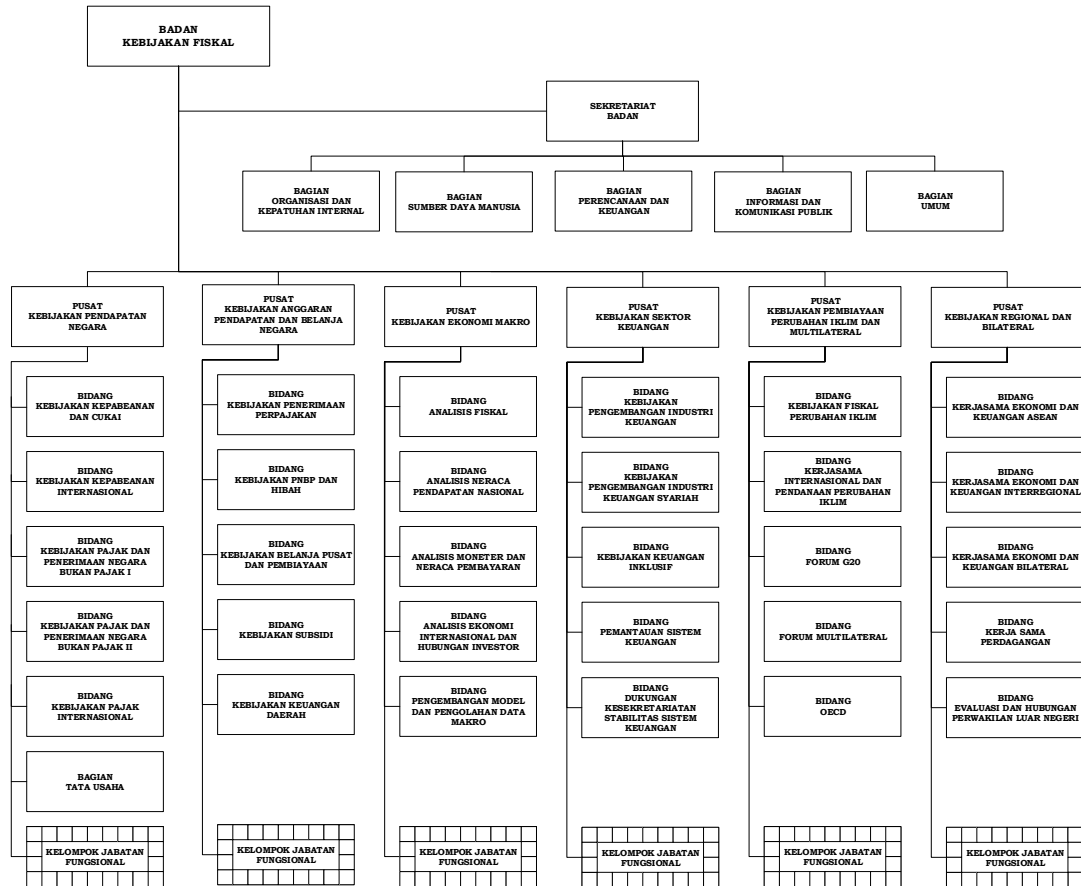 BADAN
KEBIJAKAN FISKAL
SEKRETARIAT
BADAN
BAGIAN
ORGANISASI DAN
KEPATUHAN INTERNAL
BAGIAN
SUMBER DAYA MANUSIA
BAGIAN
PERENCANAAN DAN
KEUANGAN
BAGIAN
INFORMASI DAN
KOMUNIKASI PUBLIK
BAGIAN
UMUM
PUSAT
KEBIJAKAN PENDAPATAN
NEGARA
PUSAT
KEBIJAKAN ANGGARAN
PENDAPATAN DAN BELANJA
NEGARA
PUSAT
KEBIJAKAN EKONOMI MAKRO
PUSAT
KEBIJAKAN SEKTOR
KEUANGAN
PUSAT
KEBIJAKAN PEMBIAYAAN
PERUBAHAN IKLIM DAN
MULTILATERAL
PUSAT
KEBIJAKAN REGIONAL DAN
BILATERAL
BIDANG
KEBIJAKAN KEPABEANAN
DAN CUKAI
BIDANG
KEBIJAKAN KEPABEANAN
INTERNASIONAL
BIDANG
KEBIJAKAN PAJAK DAN
PENERIMAAN NEGARA
BUKAN PAJAK I
BIDANG
KEBIJAKAN PAJAK DAN
PENERIMAAN NEGARA
BUKAN PAJAK II
BIDANG
KEBIJAKAN PAJAK
INTERNASIONAL
BAGIAN
TATA USAHA
KELOMPOK JABATAN
FUNGSIONAL
BIDANG
KEBIJAKAN PENERIMAAN
PERPAJAKAN
BIDANG
KEBIJAKAN PNBP DAN
HIBAH
BIDANG
KEBIJAKAN BELANJA PUSAT
DAN PEMBIAYAAN
BIDANG
KEBIJAKAN SUBSIDI
BIDANG
KEBIJAKAN KEUANGAN
DAERAH
KELOMPOK JABATAN
FUNGSIONAL
BIDANG
ANALISIS FISKAL
BIDANG
ANALISIS NERACA
PENDAPATAN NASIONAL
BIDANG
ANALISIS MONETER DAN
NERACA PEMBAYARAN
BIDANG
ANALISIS EKONOMI
INTERNASIONAL DAN
HUBUNGAN INVESTOR
BIDANG
PENGEMBANGAN MODEL
DAN PENGOLAHAN DATA
MAKRO
KELOMPOK JABATAN
FUNGSIONAL
BIDANG
KEBIJAKAN
PENGEMBANGAN INDUSTRI
KEUANGAN
BIDANG
KEBIJAKAN
PENGEMBANGAN INDUSTRI
KEUANGAN SYARIAH
BIDANG
KEBIJAKAN KEUANGAN
INKLUSIF
BIDANG
PEMANTAUAN SISTEM
KEUANGAN
BIDANG
DUKUNGAN
KESEKRETARIATAN
STABILITAS SISTEM
KEUANGAN
KELOMPOK JABATAN
FUNGSIONAL
BIDANG
KEBIJAKAN FISKAL
PERUBAHAN IKLIM
BIDANG
KERJASAMA
INTERNASIONAL DAN
PENDANAAN PERUBAHAN
IKLIM
BIDANG
FORUM G20
BIDANG
FORUM MULTILATERAL
BIDANG
OECD
KELOMPOK JABATAN
FUNGSIONAL
BIDANG
KERJASAMA EKONOMI DAN
KEUANGAN ASEAN
BIDANG
KERJASAMA EKONOMI DAN
KEUANGAN INTERREGIONAL
BIDANG
KERJASAMA EKONOMI DAN
KEUANGAN BILATERAL
BIDANG
KERJA SAMA
PERDAGANGAN
BIDANG
EVALUASI DAN HUBUNGAN
PERWAKILAN LUAR NEGERI
KELOMPOK JABATAN
FUNGSIONAL